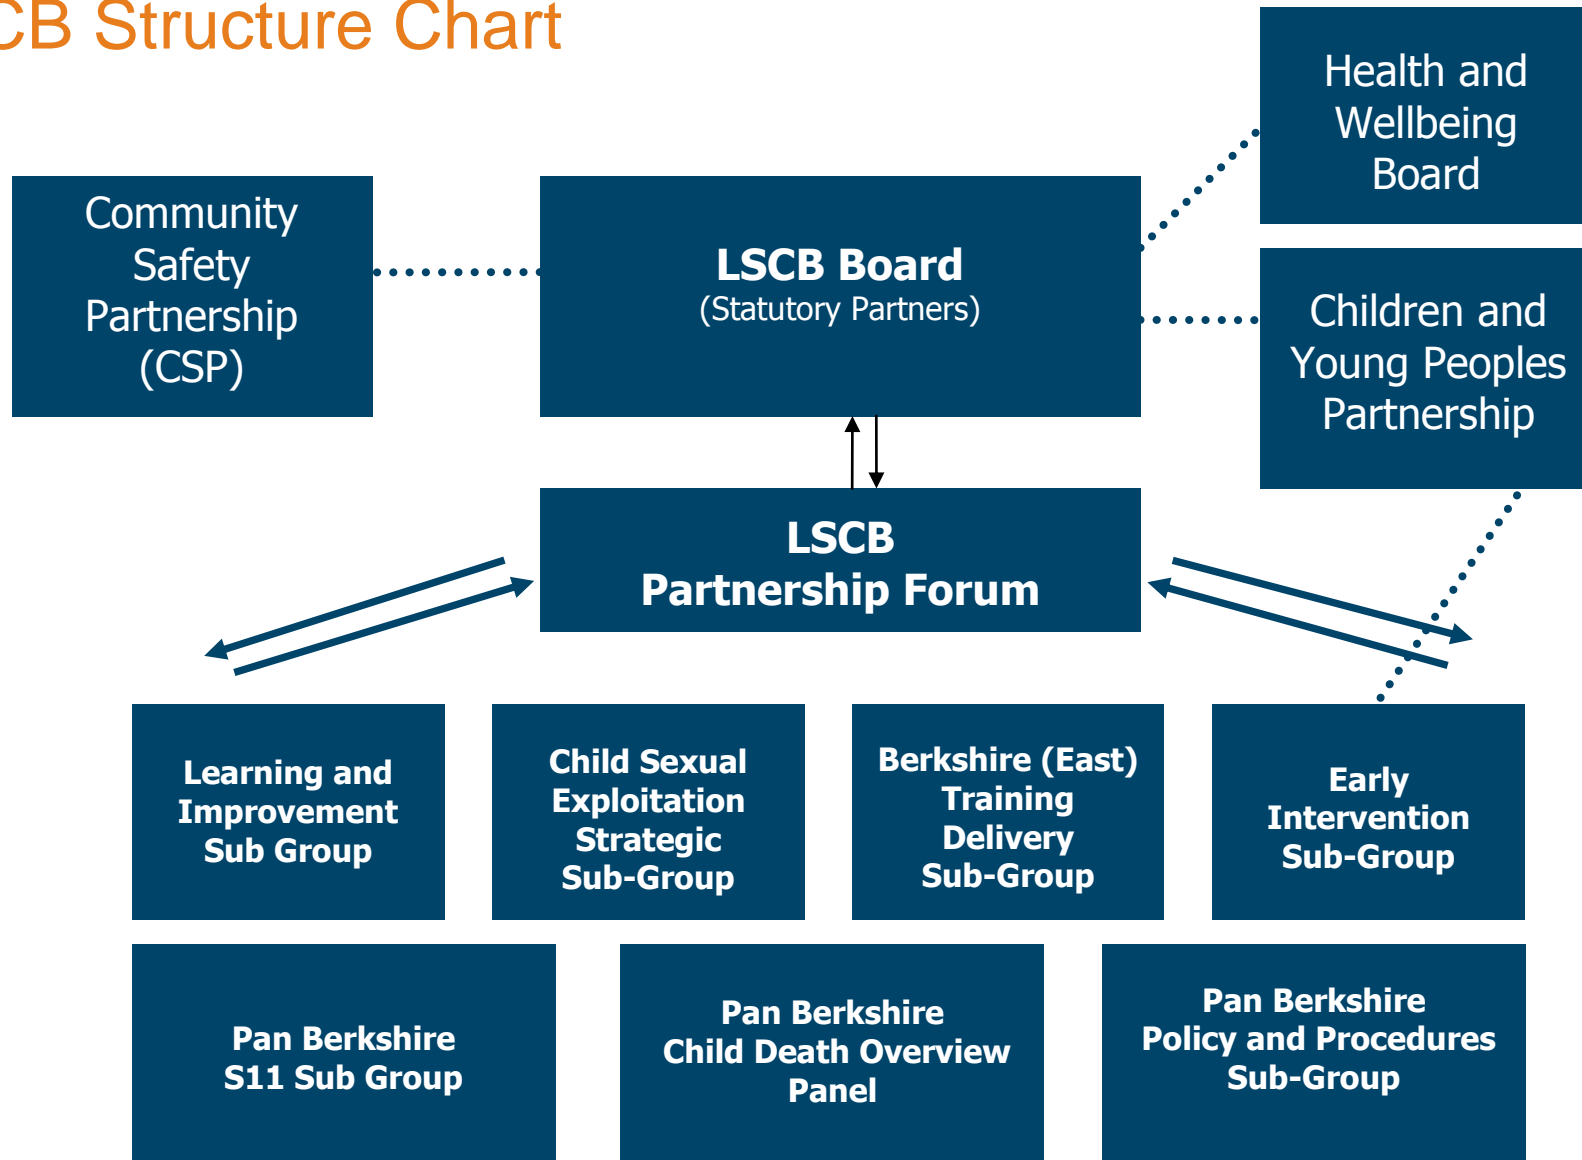 CB Structure Chart
Health and
Wellbeing
Board
Community
Safety
Partnership
(CSP)
LSCB Board
(Statutory Partners)
Children and
Young Peoples
Partnership
LSCB
Partnership Forum
Learning and
Improvement
Sub Group
Child Sexual
Exploitation
Strategic
Sub-Group
Berkshire (East)
Training
Delivery
Sub-Group
Early
Intervention
Sub-Group
Pan Berkshire
S11 Sub Group
Pan Berkshire
Child Death Overview
Panel
Pan Berkshire
Policy and Procedures
Sub-Group